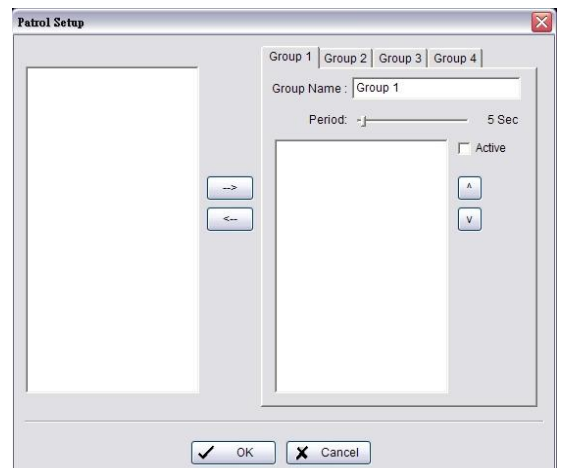 Patrol Setup
Group 1 Group 2 Group 3 Group 4
Group Name : Group 1
Period: 5 Sec
Active
-->
^
<--
v
OK Cancel